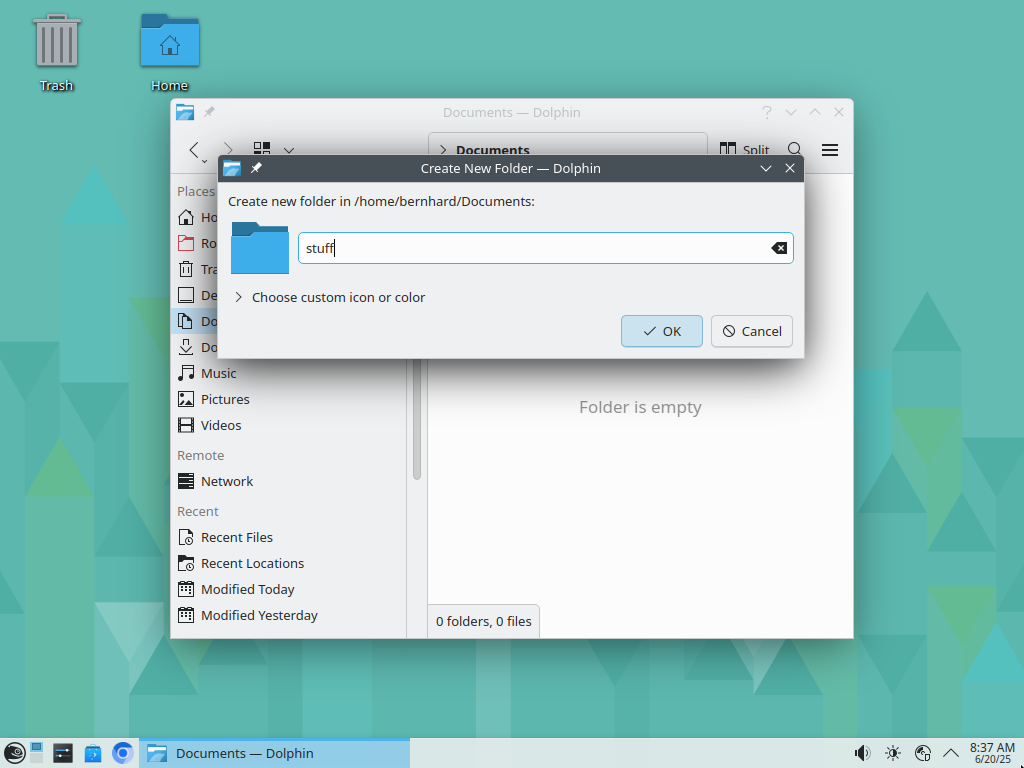 Trash
Home
Documents — Dolphin
Documents
Split
Create New Folder — Dolphin
Create new folder in /home/bernhard/Documents:
stuff
Choose custom icon or color
OK
Cancel
Places
Ho
Ro
Tra
De
Do
Do
Music
Pictures
Videos
Remote
Network
Recent
Recent Files
Recent Locations
Modified Today
Modified Yesterday
Folder is empty
0 folders, 0 files
Documents — Dolphin
8:37 AM
6/20/25